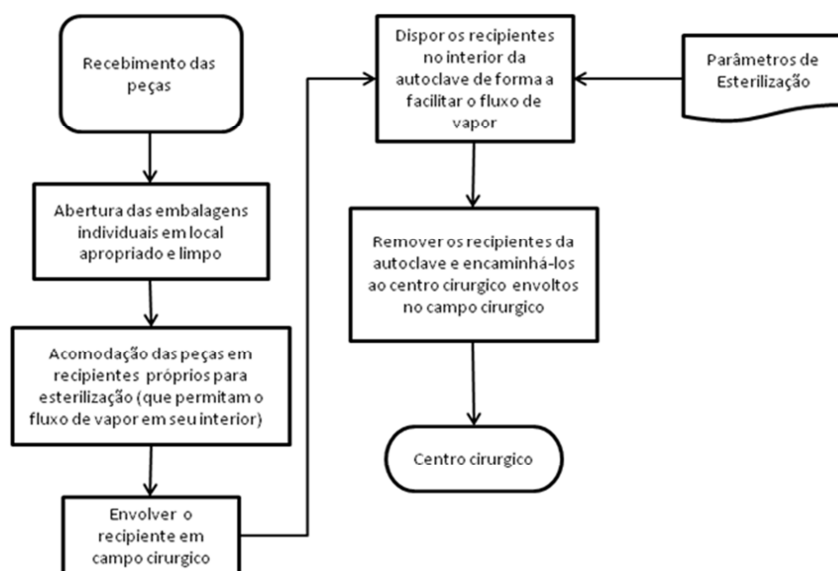 Recebimento das
peças
Abertura das embalagens
individuais em local
apropriado e limpo
Acomodação das peças em
recipientes próprios para
esterilização (que permitam o
fluxo de vapor em seu interior)
Envolver o
recipiente em
campo cirurgico
Dispor os recipientes
no interior da
autoclave de forma a
facilitar o fluxo de
vapor
Parâmetros de
Esterilização
Remover os recipientes da
autoclave e encaminhá-los
ao centro cirurgico envoltos
no campo cirurgico
Centro cirurgico